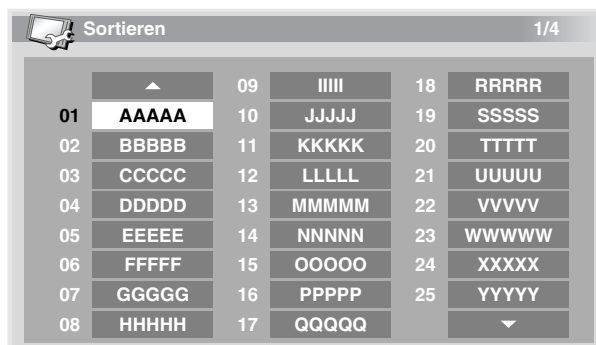 Sortieren 1/4
01 AAAAA
02 BBBBB
03 CCCCC
04 DDDDD
05 EEEEE
06 FFFFF
07 GGGGG
08 HHHHH
09 IIIII
10 JJJJJ
11 KKKKK
12 LLLLL
13 MMMMM
14 NNNNN
15 OOOOO
16 PPPPP
17 QQQQQ
18 RRRRR
19 SSSSS
20 TTTTT
21 UUUUU
22 VVVVV
23 WWWWW
24 XXXXX
25 YYYYY